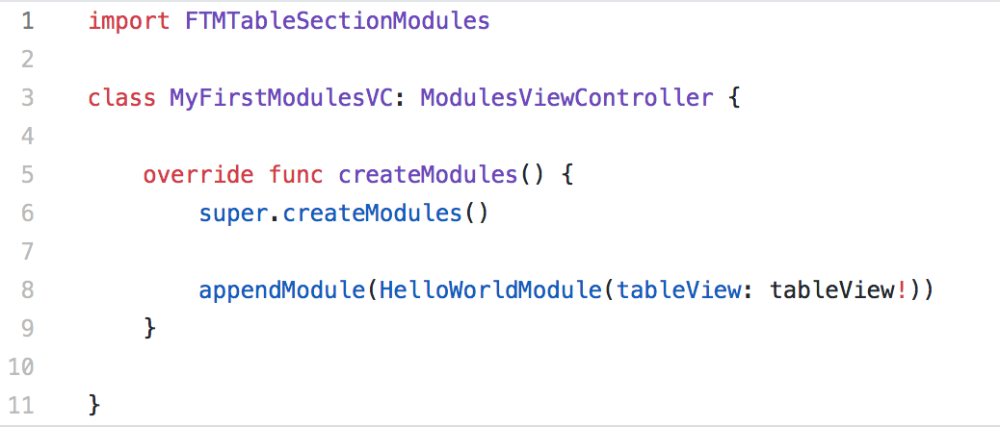 1 import FTMTableSectionModules
2
3 class MyFirstModulesVC: ModulesViewController {
4
5     override func createModules() {
6         super.createModules()
7
8         appendModule(HelloWorldModule(tableView: tableView!))
9     }
10
11 }